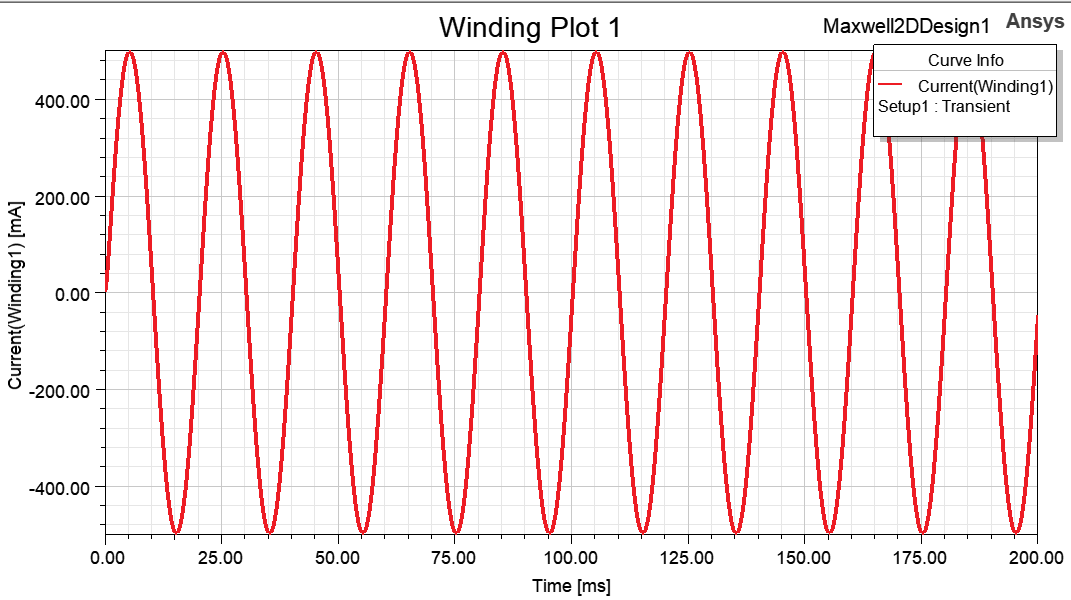 Winding Plot 1
Maxwell2DDesign1
Ansys
Curve Info
Current(Winding1)
Setup1 : Transient
Current(Winding1) [mA]
400.00
200.00
0.00
-200.00
-400.00
0.00 25.00 50.00 75.00 100.00 125.00 150.00 175.00 200.00
Time [ms]